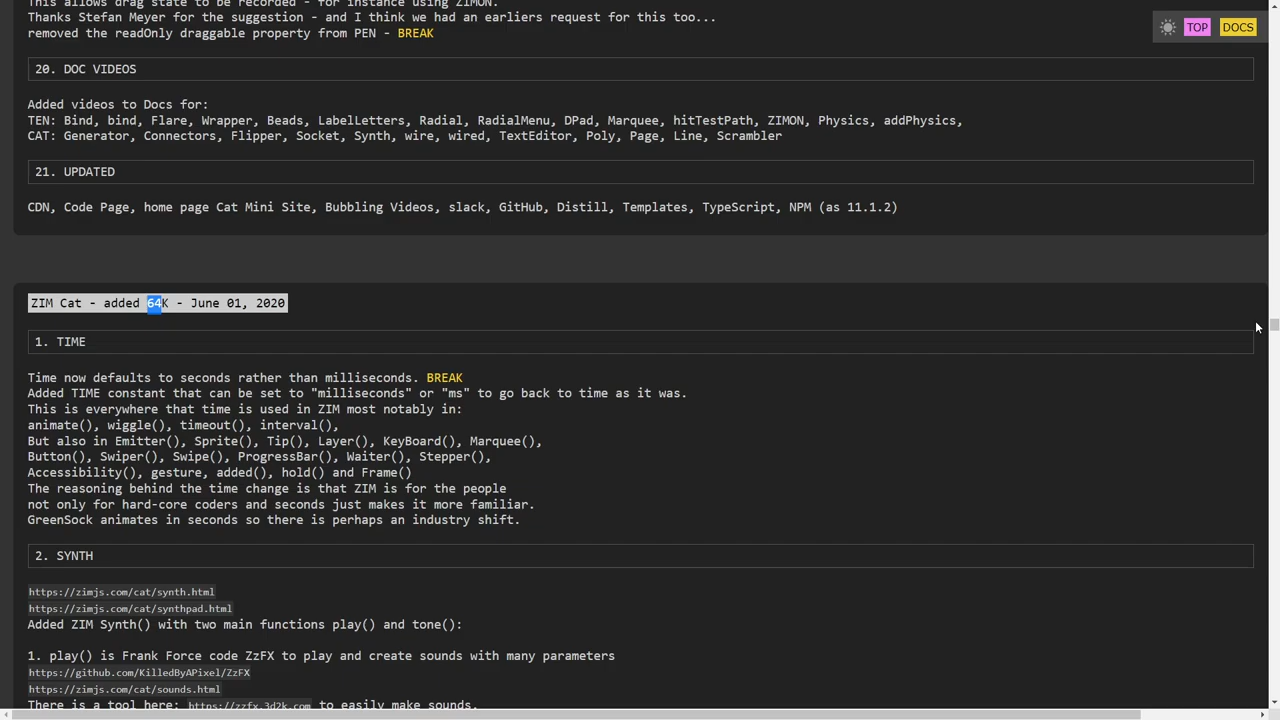 This allows drag state to be recorded - for instance using ZIMON.
Thanks Stefan Meyer for the suggestion - and I think we had an earliers request for this too...
removed the readOnly draggable property from PEN - BREAK
TOP DOCS
20. DOC VIDEOS
Added videos to Docs for:
TEN: Bind, bind, Flare, Wrapper, Beads, LabelLetters, Radial, RadialMenu, DPad, Marquee, hitTestPath, ZIMON, Physics, addPhysics,
CAT: Generator, Connectors, Flipper, Socket, Synth, wire, wired, TextEditor, Poly, Page, Line, Scrambler
21. UPDATED
CDN, Code Page, home page Cat Mini Site, Bubbling Videos, slack, GitHub, Distill, Templates, TypeScript, NPM (as 11.1.2)
ZIM Cat - added 64K - June 01, 2020
1. TIME
Time now defaults to seconds rather than milliseconds. BREAK
Added TIME constant that can be set to "milliseconds" or "ms" to go back to time as it was.
This is everywhere that time is used in ZIM most notably in:
animate(), wiggle(), timeout(), interval(),
But also in Emitter(), Sprite(), Tip(), Layer(), KeyBoard(), Marquee(),
Button(), Swiper(), Swipe(), ProgressBar(), Waiter(), Stepper(),
Accessibility(), gesture, added(), hold() and Frame()
The reasoning behind the time change is that ZIM is for the people
not only for hard-core coders and seconds just makes it more familiar.
GreenSock animates in seconds so there is perhaps an industry shift.
2. SYNTH
https://zimjs.com/cat/synth.html
https://zimjs.com/cat/synthpad.html
Added ZIM Synth() with two main functions play() and tone():
1. play() is Frank Force code ZzFX to play and create sounds with many parameters
https://github.com/KilledByAPixel/ZzFX
https://zimjs.com/cat/sounds.html
There is a tool here: https://zzfx.3d2k.com to easily make sounds.